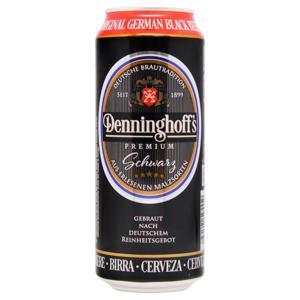 ORIGINAL GERMAN BLACK BEER
DEUTSCHE BRAUTRADITION
SEIT 1899
Denninghoff's
PREMIUM
Schwarz
AUS ERLESENEN MALZSORTEN
GEBRAUT
NACH
DEUTSCHEM
REINHEITSGEBOT
BIRRA · CERVEZA